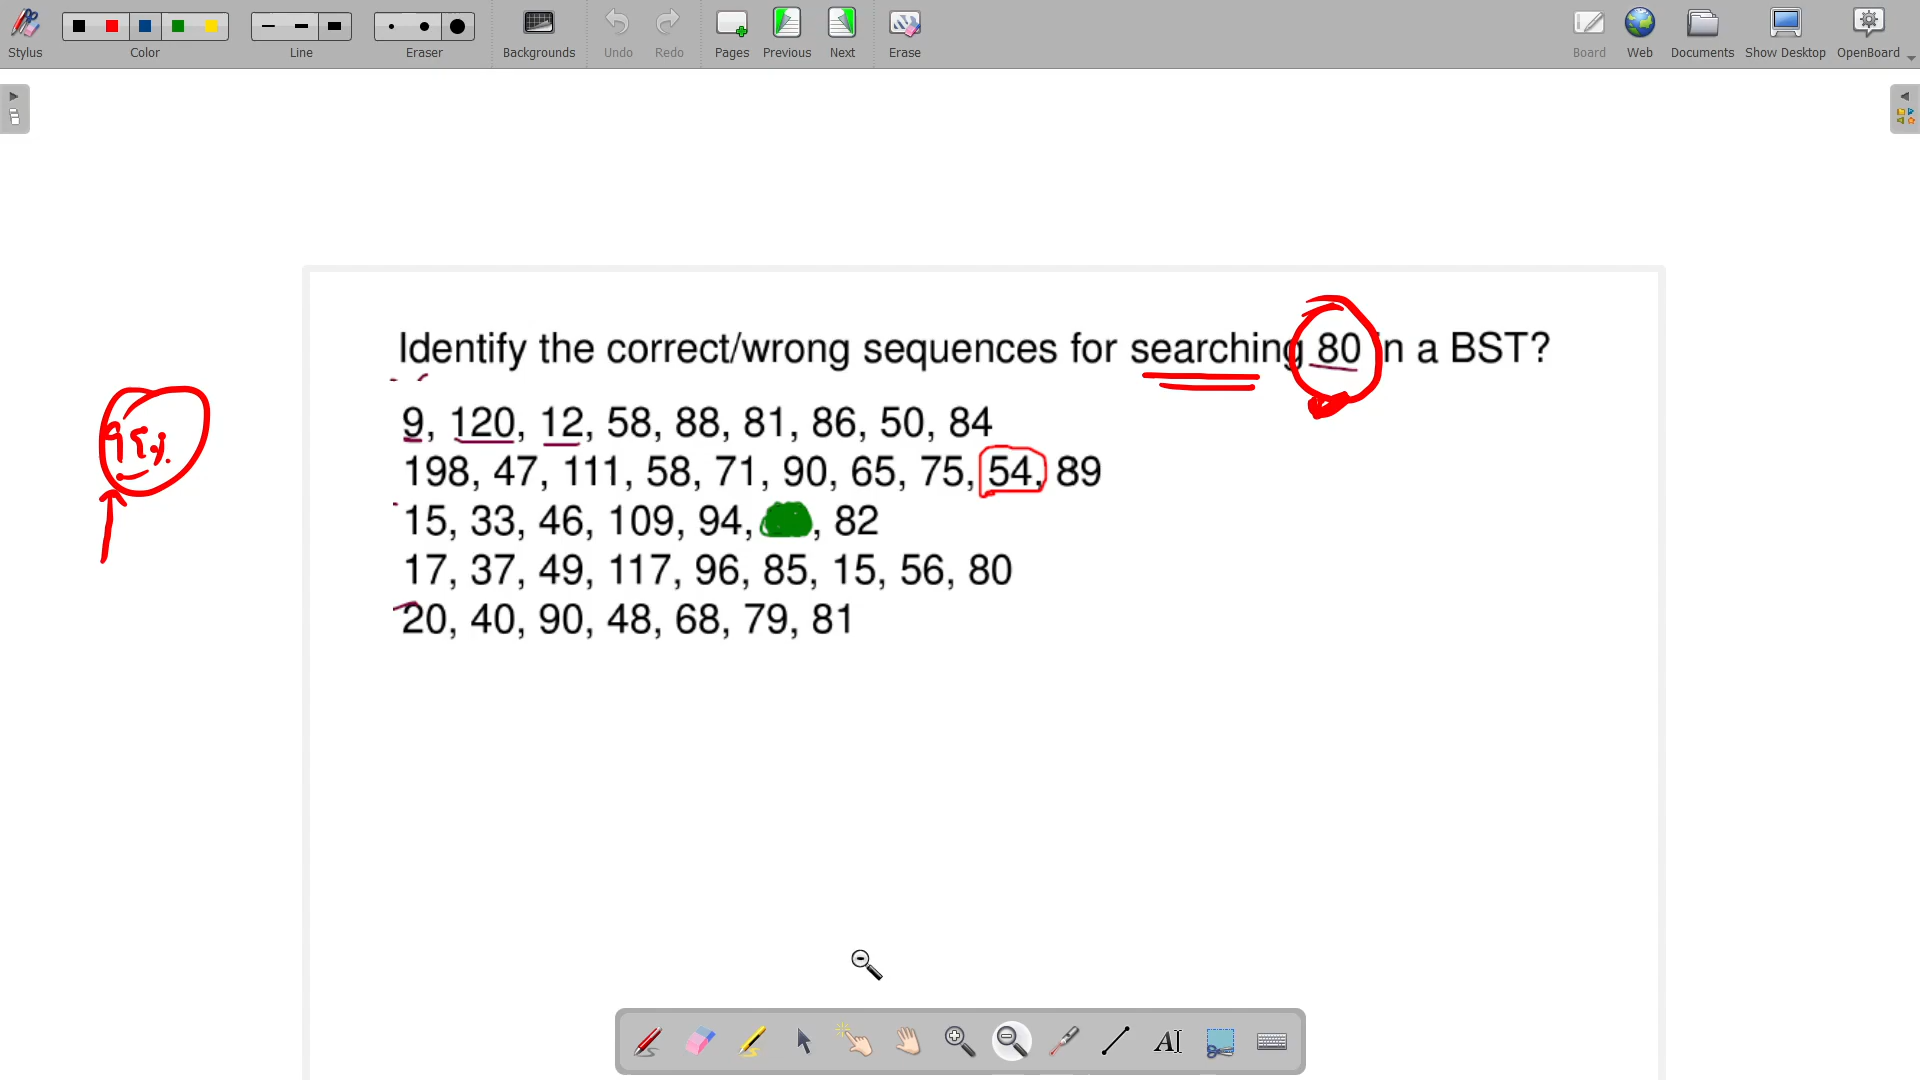 Stylus Color Line Eraser Backgrounds Undo Redo Pages Previous Next Erase Board Web Documents Show Desktop OpenBoard
Identify the correct/wrong sequences for searching 80 in a BST?
9, 120, 12, 58, 88, 81, 86, 50, 84
198, 47, 111, 58, 71, 90, 65, 75, 54, 89
15, 33, 46, 109, 94, , 82
17, 37, 49, 117, 96, 85, 15, 56, 80
20, 40, 90, 48, 68, 79, 81